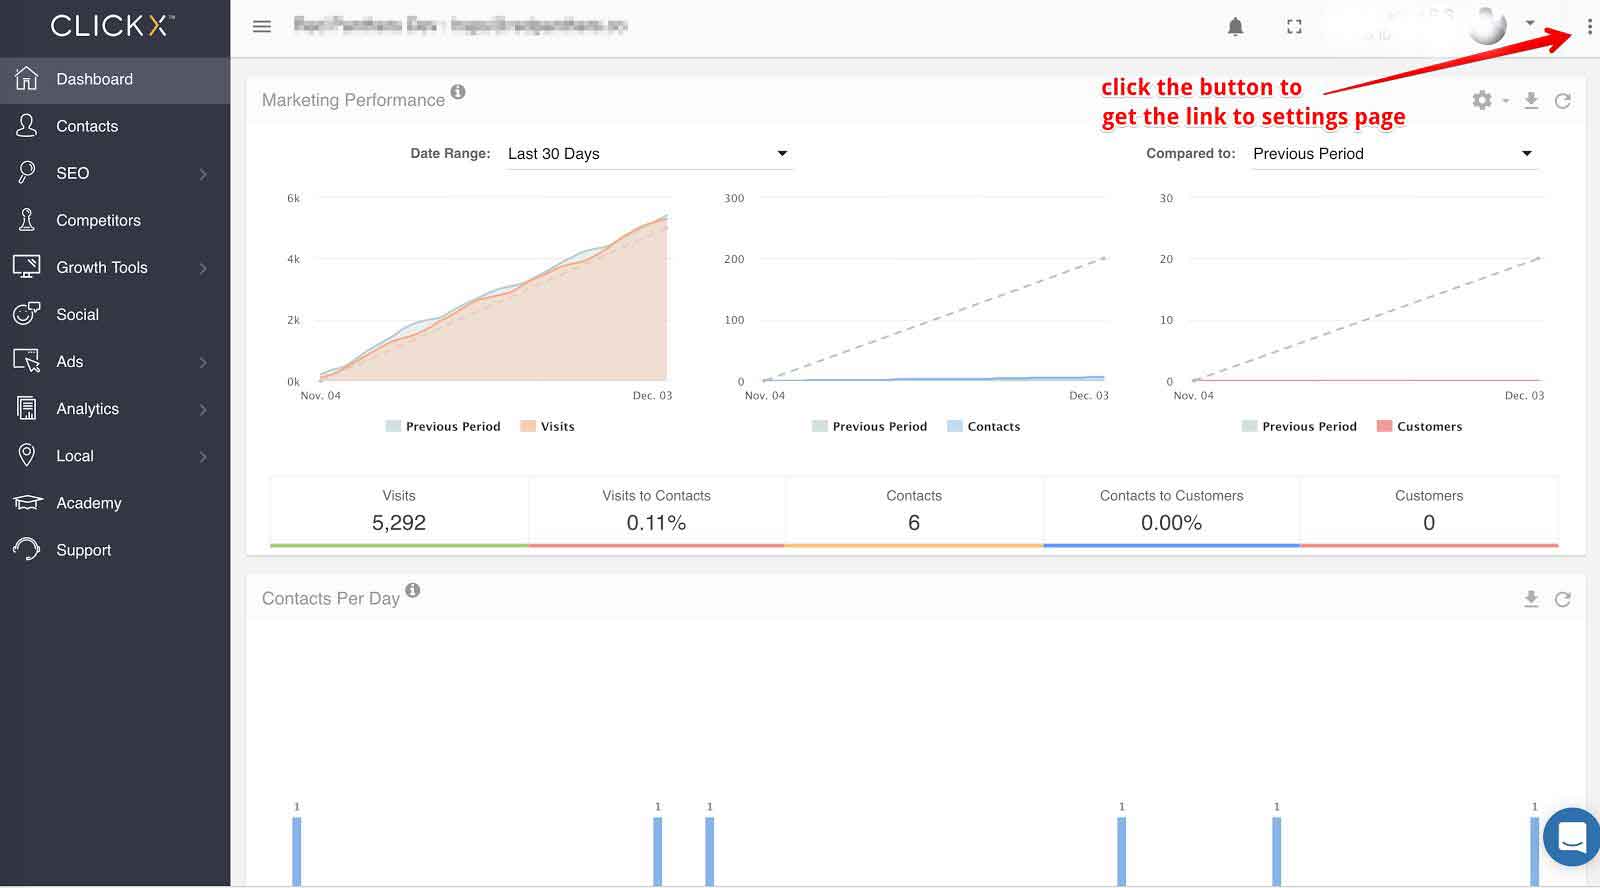 CLICKX™
Dashboard
Contacts
SEO
Competitors
Growth Tools
Social
Ads
Analytics
Local
Academy
Support
click the button to
get the link to settings page
Marketing Performance
Date Range: Last 30 Days
Compared to: Previous Period
6k
4k
2k
0k
Nov. 04 Dec. 03
Previous Period Visits
300
200
100
0
Nov. 04 Dec. 03
Previous Period Contacts
30
20
10
0
Nov. 04 Dec. 03
Previous Period Customers
Visits
5,292
Visits to Contacts
0.11%
Contacts
6
Contacts to Customers
0.00%
Customers
0
Contacts Per Day
1 1 1 1 1 1